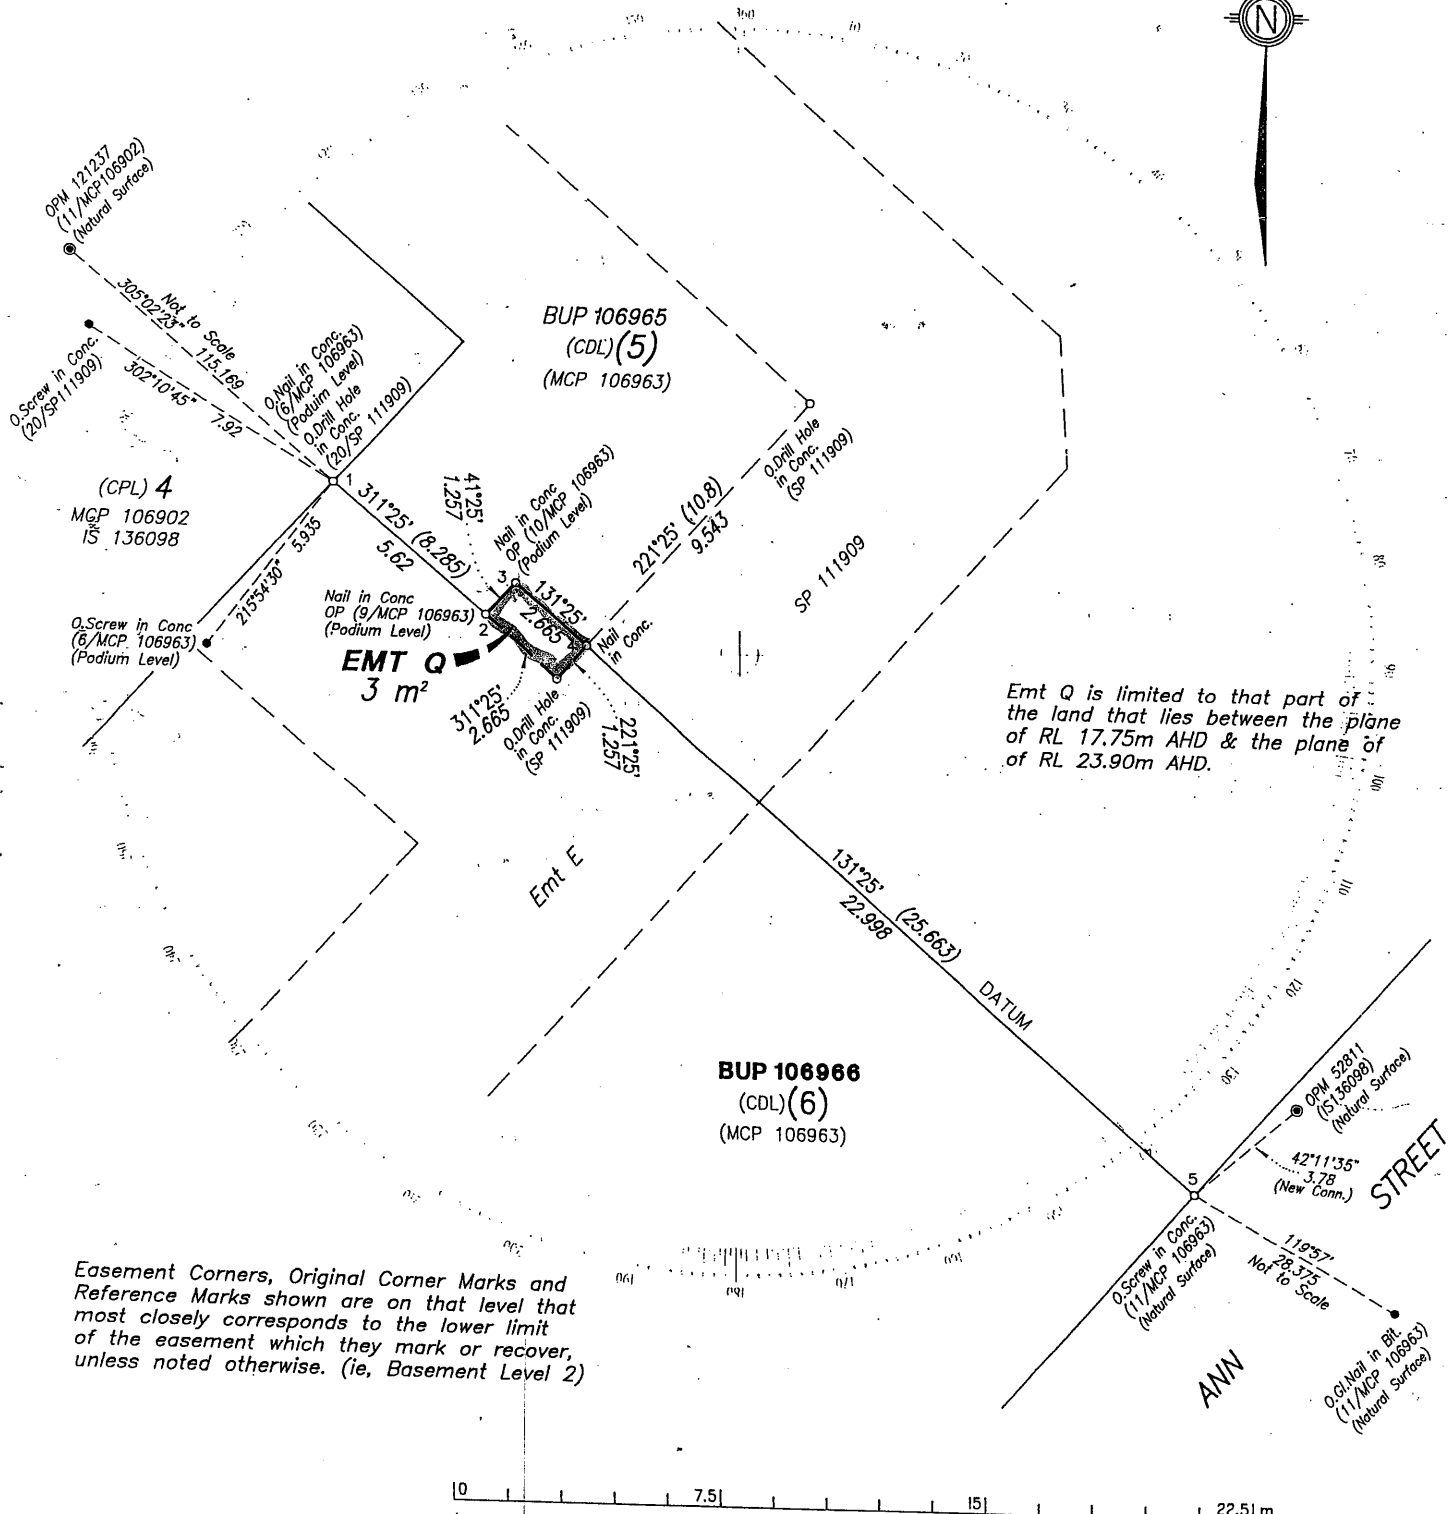 N
OPM 121237
(11/MCP106902)
(Natural Surface)
305°02'23"
Not to Scale
115.169
O.Screw in Conc.
(20/SP111909)
302°10'45"
7.92
O.Nail in Conc.
(6/MCP 106963)
(Poduim Level)
O.Drill Hole
in Conc.
(20/SP 111909)
BUP 106965
(CDL) (5)
(MCP 106963)
(CPL) 4
MCP 106902
IS 136098
1
311°25' (8.285)
5.62
41°25'
1.257
Nail in Conc
OP (10/MCP 106963)
(Podium Level)
O.Drill Hole
in Conc.
(SP 111909)
221°25' (10.8)
9.543
SP 111909
215°54'30"
5.935
O.Screw in Conc
(6/MCP 106963)
(Podium Level)
Nail in Conc
OP (9/MCP 106963)
(Podium Level)
2
3
131°25'
2.665
4
Nail
in Conc.
EMT Q
3 m²
311°25'
2.665
O.Drill Hole
in Conc.
(SP 111909)
221°25'
1.257
Emt Q is limited to that part of
the land that lies between the plane
of RL 17.75m AHD & the plane of
of RL 23.90m AHD.
Emt E
131°25' (25.663)
22.998
DATUM
BUP 106966
(CDL) (6)
(MCP 106963)
OPM 52811
(IS136098)
(Natural Surface)
42°11'35"
3.78
(New Conn.)
STREET
5
O.Screw in Conc.
(11/MCP 106963)
(Natural Surface)
119°57'
28.375
Not to Scale
O.GI.Nail in Bit.
(11/MCP 106963)
(Natural Surface)
ANN
Easement Corners, Original Corner Marks and
Reference Marks shown are on that level that
most closely corresponds to the lower limit
of the easement which they mark or recover,
unless noted otherwise. (ie, Basement Level 2)
0 7.5 15 22.5 m